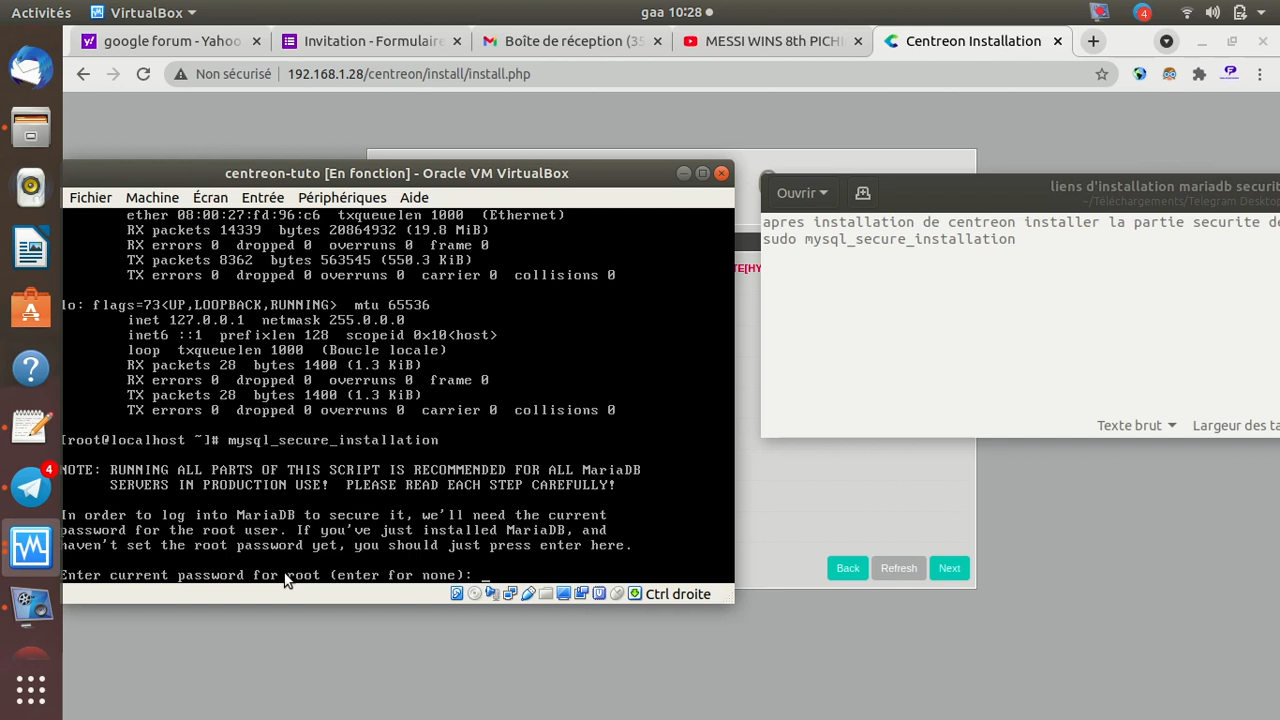 Activités
VirtualBox
gaa 10:28
4
google forum - Yahoo
Invitation - Formulaire
Boîte de réception (35
MESSI WINS 8th PICHI
Centreon Installation
Non sécurisé
192.168.1.28/centreon/install/install.php
centreon-tuto [En fonction] - Oracle VM VirtualBox
Fichier Machine Écran Entrée Périphériques Aide
ether 08:00:27:fd:96:c6 txqueuelen 1000 (Ethernet)
RX packets 14339 bytes 20864932 (19.8 MiB)
RX errors 0 dropped 0 overruns 0 frame 0
TX packets 8362 bytes 563545 (550.3 KiB)
TX errors 0 dropped 0 overruns 0 carrier 0 collisions 0
lo: flags=73<UP,LOOPBACK,RUNNING> mtu 65536
inet 127.0.0.1 netmask 255.0.0.0
inet6 ::1 prefixlen 128 scopeid 0x10<host>
loop txqueuelen 1000 (Boucle locale)
RX packets 28 bytes 1400 (1.3 KiB)
RX errors 0 dropped 0 overruns 0 frame 0
TX packets 28 bytes 1400 (1.3 KiB)
TX errors 0 dropped 0 overruns 0 carrier 0 collisions 0
[root@localhost ~]# mysql_secure_installation
NOTE: RUNNING ALL PARTS OF THIS SCRIPT IS RECOMMENDED FOR ALL MariaDB
SERVERS IN PRODUCTION USE! PLEASE READ EACH STEP CAREFULLY!
In order to log into MariaDB to secure it, we'll need the current
password for the root user. If you've just installed MariaDB, and
haven't set the root password yet, you should just press enter here.
Enter current password for root (enter for none): _
Ctrl droite
Ouvrir
liens d'installation mariadb securit
~/Téléchargements/Telegram Desktop
apres installation de centreon installer la partie securite de
sudo mysql_secure_installation
Texte brut
Largeur des ta
TE[HY
Back
Refresh
Next
4